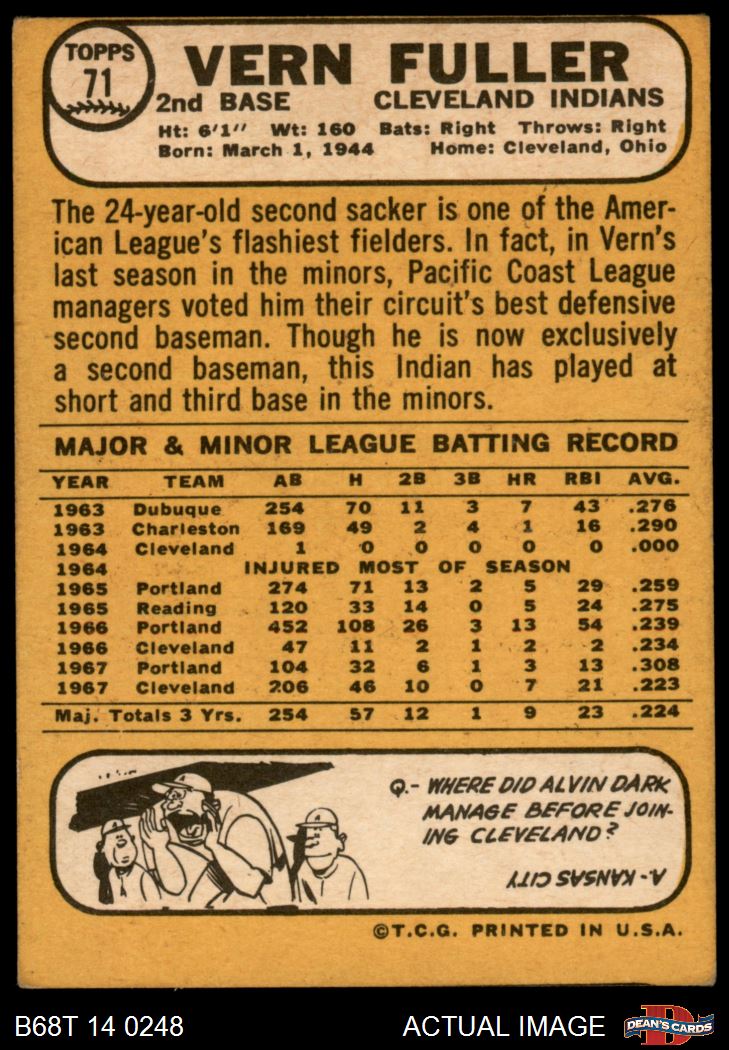 TOPPS
71
VERN FULLER
2nd BASE CLEVELAND INDIANS
Ht: 6'1" Wt: 160 Bats: Right Throws: Right
Born: March 1, 1944 Home: Cleveland, Ohio
The 24-year-old second sacker is one of the Amer-
ican League's flashiest fielders. In fact, in Vern's
last season in the minors, Pacific Coast League
managers voted him their circuit's best defensive
second baseman. Though he is now exclusively
a second baseman, this Indian has played at
short and third base in the minors.
MAJOR & MINOR LEAGUE BATTING RECORD
YEAR TEAM AB H 2B 3B HR RBI AVG.
1963 Dubuque 254 70 11 3 7 43 .276
1963 Charleston 169 49 2 4 1 16 .290
1964 Cleveland 1 0 0 0 0 0 .000
1964 INJURED MOST OF SEASON
1965 Portland 274 71 13 2 5 29 .259
1965 Reading 120 33 14 0 5 24 .275
1966 Portland 452 108 26 3 13 54 .239
1966 Cleveland 47 11 2 1 2 2 .234
1967 Portland 104 32 6 1 3 13 .308
1967 Cleveland 206 46 10 0 7 21 .223
Maj. Totals 3 Yrs. 254 57 12 1 9 23 .224
Q.- WHERE DID ALVIN DARK
MANAGE BEFORE JOIN-
ING CLEVELAND?
A- KANSAS CITY
A
A
A
©T.C.G. PRINTED IN U.S.A.
B68T 14 0248 ACTUAL IMAGE D DEAN'S CARDS